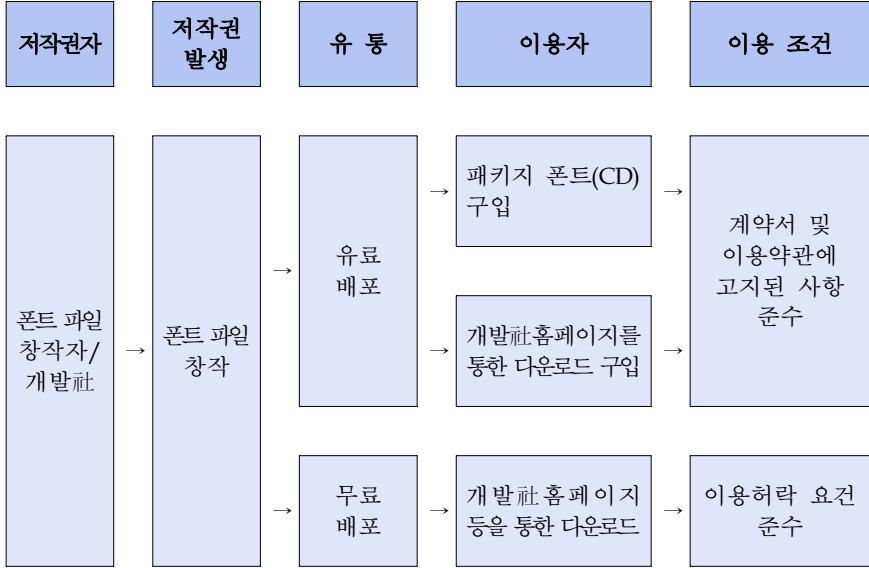 저작권자
저작권
발생
유 통
이용자
이용 조건
폰트 파일
창작자/
개발社
→
폰트 파일
창작
→
유료
배포
→
패키지 폰트(CD)
구입
→
→
개발社홈페이지를
통한 다운로드 구입
→
계약서 및
이용약관에
고지된 사항
준수
→
무료
배포
→
개발社홈페이지
등을 통한 다운로드
→
이용허락 요건
준수